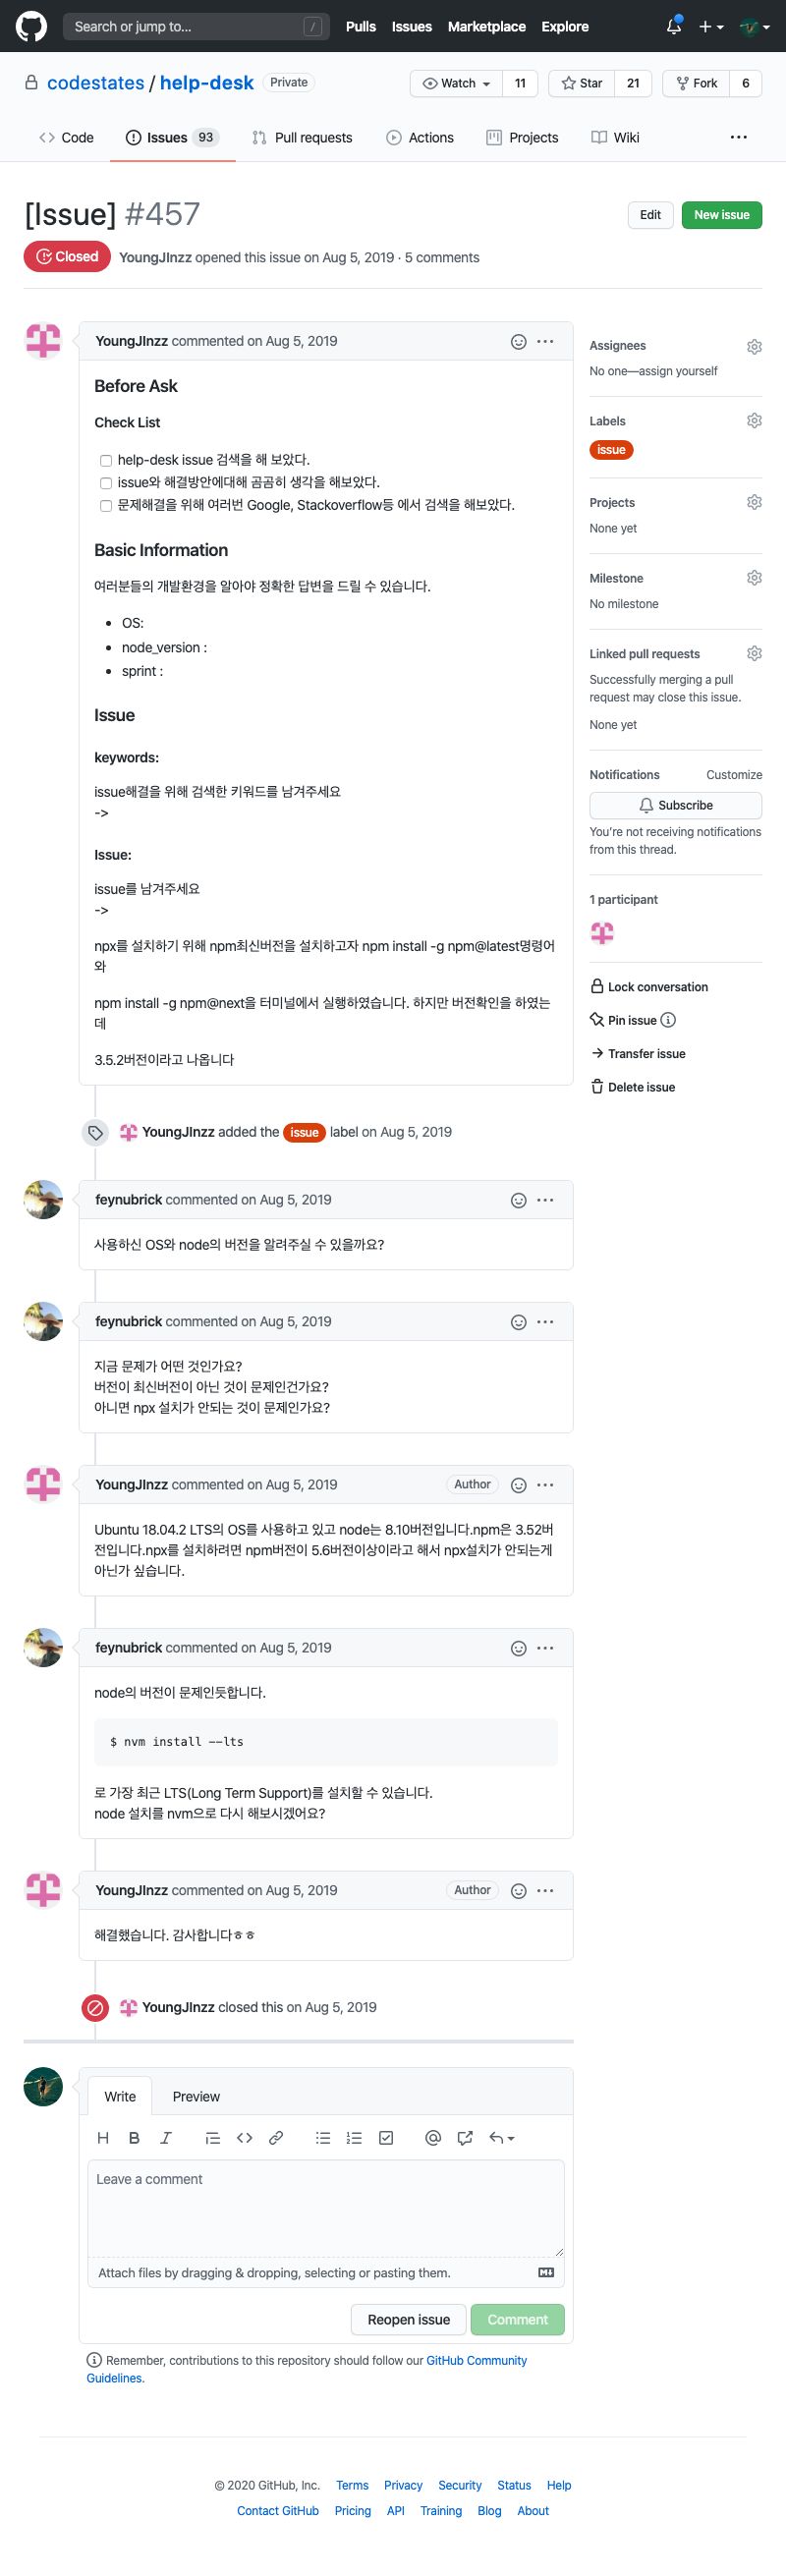 Search or jump to...
/
Pulls
Issues
Marketplace
Explore
codestates / help-desk
Private
Watch
11
Star
21
Fork
6
Code
Issues 93
Pull requests
Actions
Projects
Wiki
[Issue] #457
Edit
New issue
Closed
YoungJInzz opened this issue on Aug 5, 2019 · 5 comments
YoungJInzz commented on Aug 5, 2019
Before Ask
Check List
help-desk issue 검색을 해 보았다.
issue와 해결방안에대해 곰곰히 생각을 해보았다.
문제해결을 위해 여러번 Google, Stackoverflow등 에서 검색을 해보았다.
Basic Information
여러분들의 개발환경을 알아야 정확한 답변을 드릴 수 있습니다.
• OS:
• node_version :
• sprint :
Issue
keywords:
issue해결을 위해 검색한 키워드를 남겨주세요
->
Issue:
issue를 남겨주세요
->
npx를 설치하기 위해 npm최신버전을 설치하고자 npm install -g npm@latest명령어
와
npm install -g npm@next을 터미널에서 실행하였습니다. 하지만 버전확인을 하였는
데
3.5.2버전이라고 나옵니다
Assignees
No one—assign yourself
Labels
issue
Projects
None yet
Milestone
No milestone
Linked pull requests
Successfully merging a pull
request may close this issue.
None yet
Notifications
Customize
Subscribe
You're not receiving notifications
from this thread.
1 participant
Lock conversation
Pin issue
Transfer issue
Delete issue
YoungJInzz added the issue label on Aug 5, 2019
feynubrick commented on Aug 5, 2019
사용하신 OS와 node의 버전을 알려주실 수 있을까요?
feynubrick commented on Aug 5, 2019
지금 문제가 어떤 것인가요?
버전이 최신버전이 아닌 것이 문제인건가요?
아니면 npx 설치가 안되는 것이 문제인가요?
YoungJInzz commented on Aug 5, 2019
Author
Ubuntu 18.04.2 LTS의 OS를 사용하고 있고 node는 8.10버전입니다.npm은 3.52버
전입니다.npx를 설치하려면 npm버전이 5.6버전이상이라고 해서 npx설치가 안되는게
아닌가 싶습니다.
feynubrick commented on Aug 5, 2019
node의 버전이 문제인듯합니다.
$ nvm install --lts
로 가장 최근 LTS(Long Term Support)를 설치할 수 있습니다.
node 설치를 nvm으로 다시 해보시겠어요?
YoungJInzz commented on Aug 5, 2019
Author
해결했습니다. 감사합니다ㅎㅎ
YoungJInzz closed this on Aug 5, 2019
Write
Preview
Leave a comment
Attach files by dragging & dropping, selecting or pasting them.
Reopen issue
Comment
Remember, contributions to this repository should follow our GitHub Community
Guidelines.
© 2020 GitHub, Inc.
Terms
Privacy
Security
Status
Help
Contact GitHub
Pricing
API
Training
Blog
About